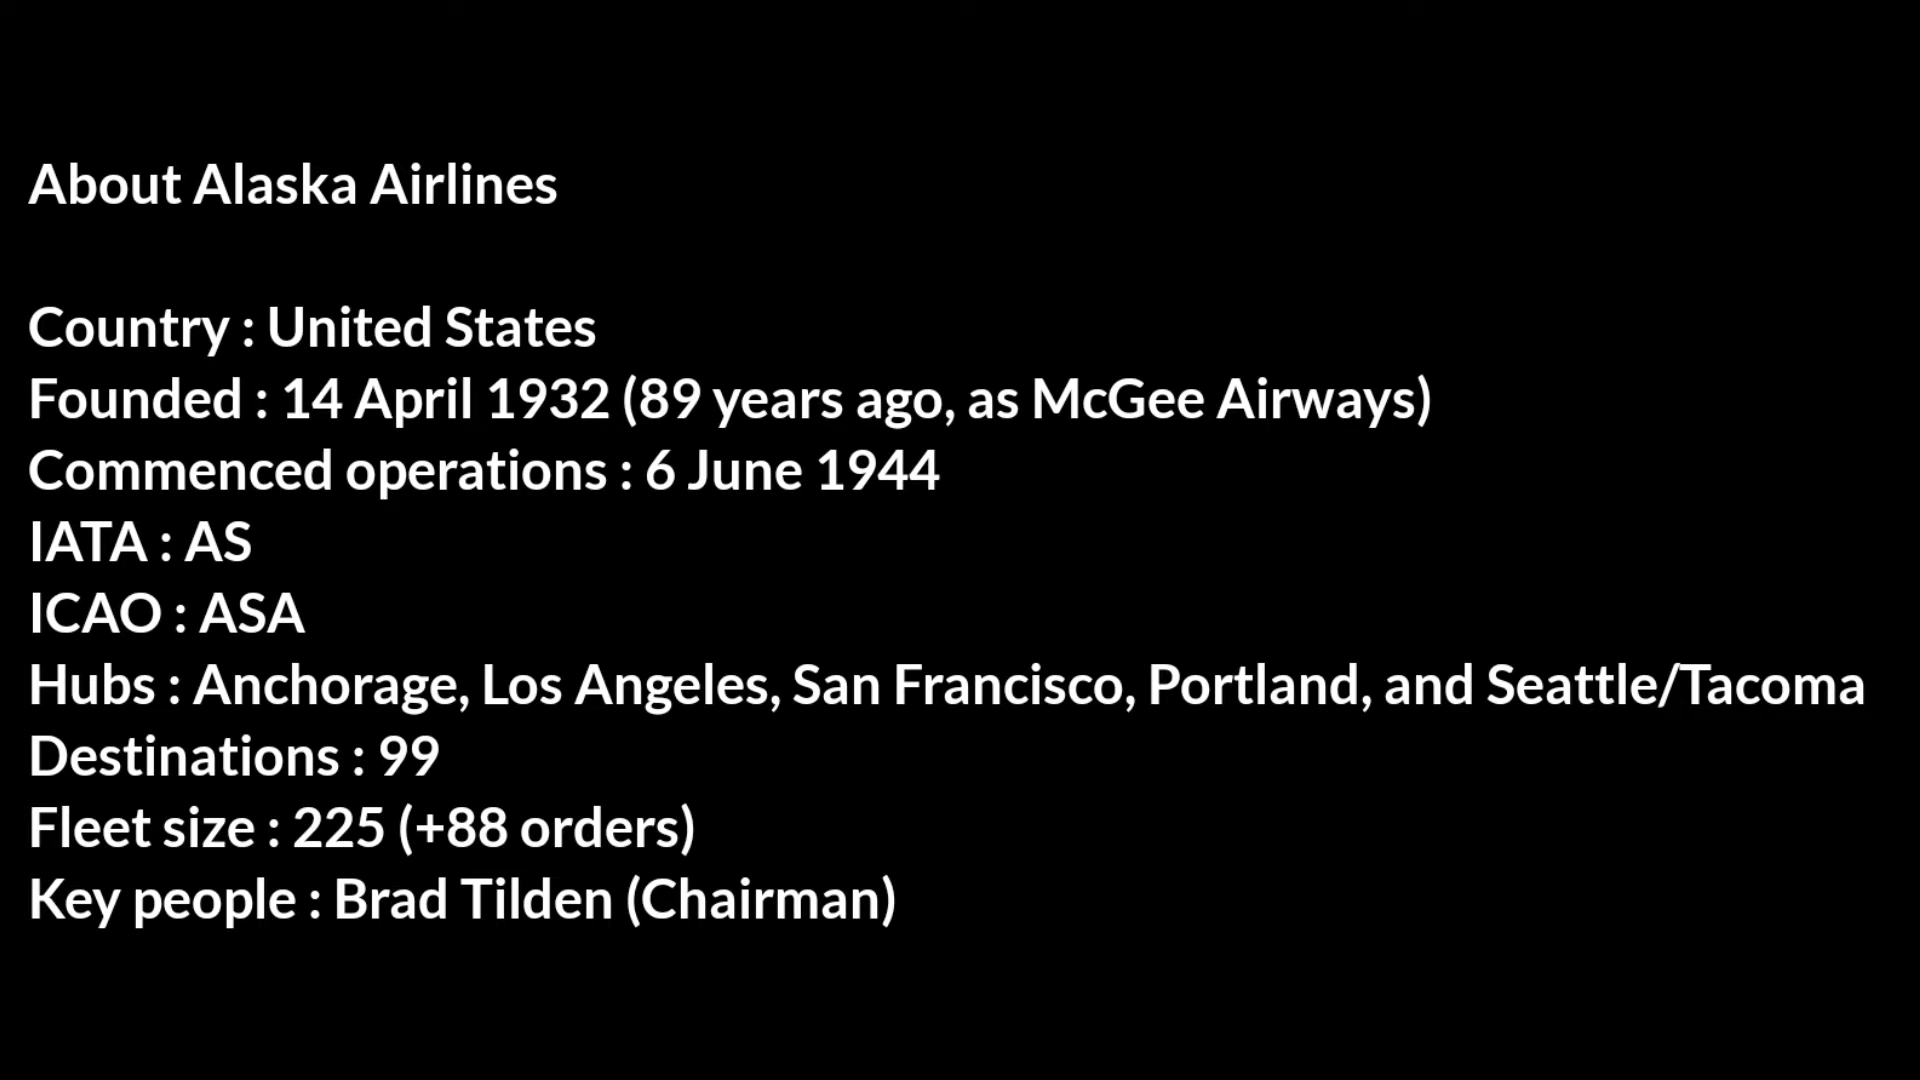 About Alaska Airlines
Country : United States
Founded : 14 April 1932 (89 years ago, as McGee Airways)
Commenced operations : 6 June 1944
IATA : AS
ICAO : ASA
Hubs : Anchorage, Los Angeles, San Francisco, Portland, and Seattle/Tacoma
Destinations : 99
Fleet size : 225 (+88 orders)
Key people : Brad Tilden (Chairman)